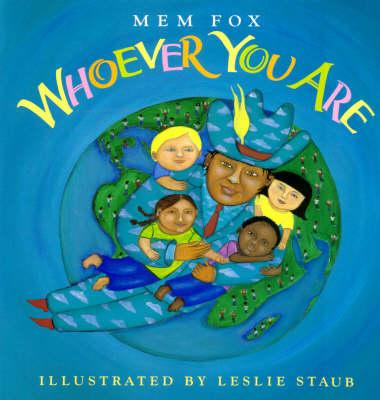 MEM FOX
WHOEVER YOU ARE
ILLUSTRATED BY LESLIE STAUB